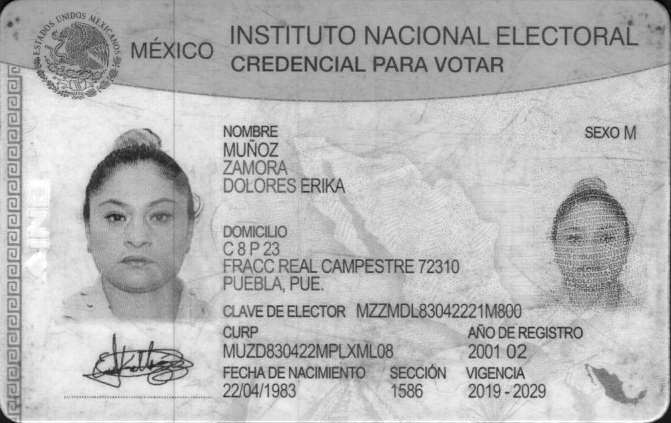 ESTADOS UNIDOS MEXICANOS
MÉXICO INSTITUTO NACIONAL ELECTORAL
CREDENCIAL PARA VOTAR
NOMBRE SEXO M
MUÑOZ
ZAMORA
DOLORES ERIKA
DOMICILIO
C 8 P 23
FRACC REAL CAMPESTRE 72310
PUEBLA, PUE.
CLAVE DE ELECTOR MZZMDL83042221M800
CURP AÑO DE REGISTRO
MUZD830422MPLXML08 2001 02
FECHA DE NACIMIENTO SECCIÓN VIGENCIA
22/04/1983 1586 2019 - 2029